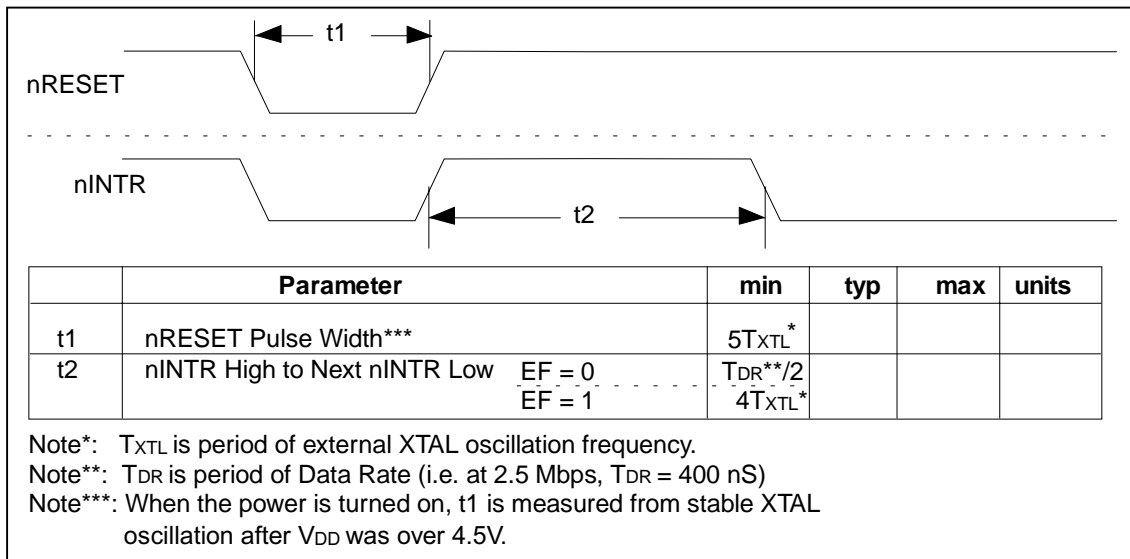 t1
nRESET
nINTR
t2
Parameter min typ max units
t1 nRESET Pulse Width*** 5TXTL*
t2 nINTR High to Next nINTR Low EF = 0 TDR**/2
EF = 1 4TXTL*
Note*: TXTL is period of external XTAL oscillation frequency.
Note**: TDR is period of Data Rate (i.e. at 2.5 Mbps, TDR = 400 nS)
Note***: When the power is turned on, t1 is measured from stable XTAL
oscillation after VDD was over 4.5V.